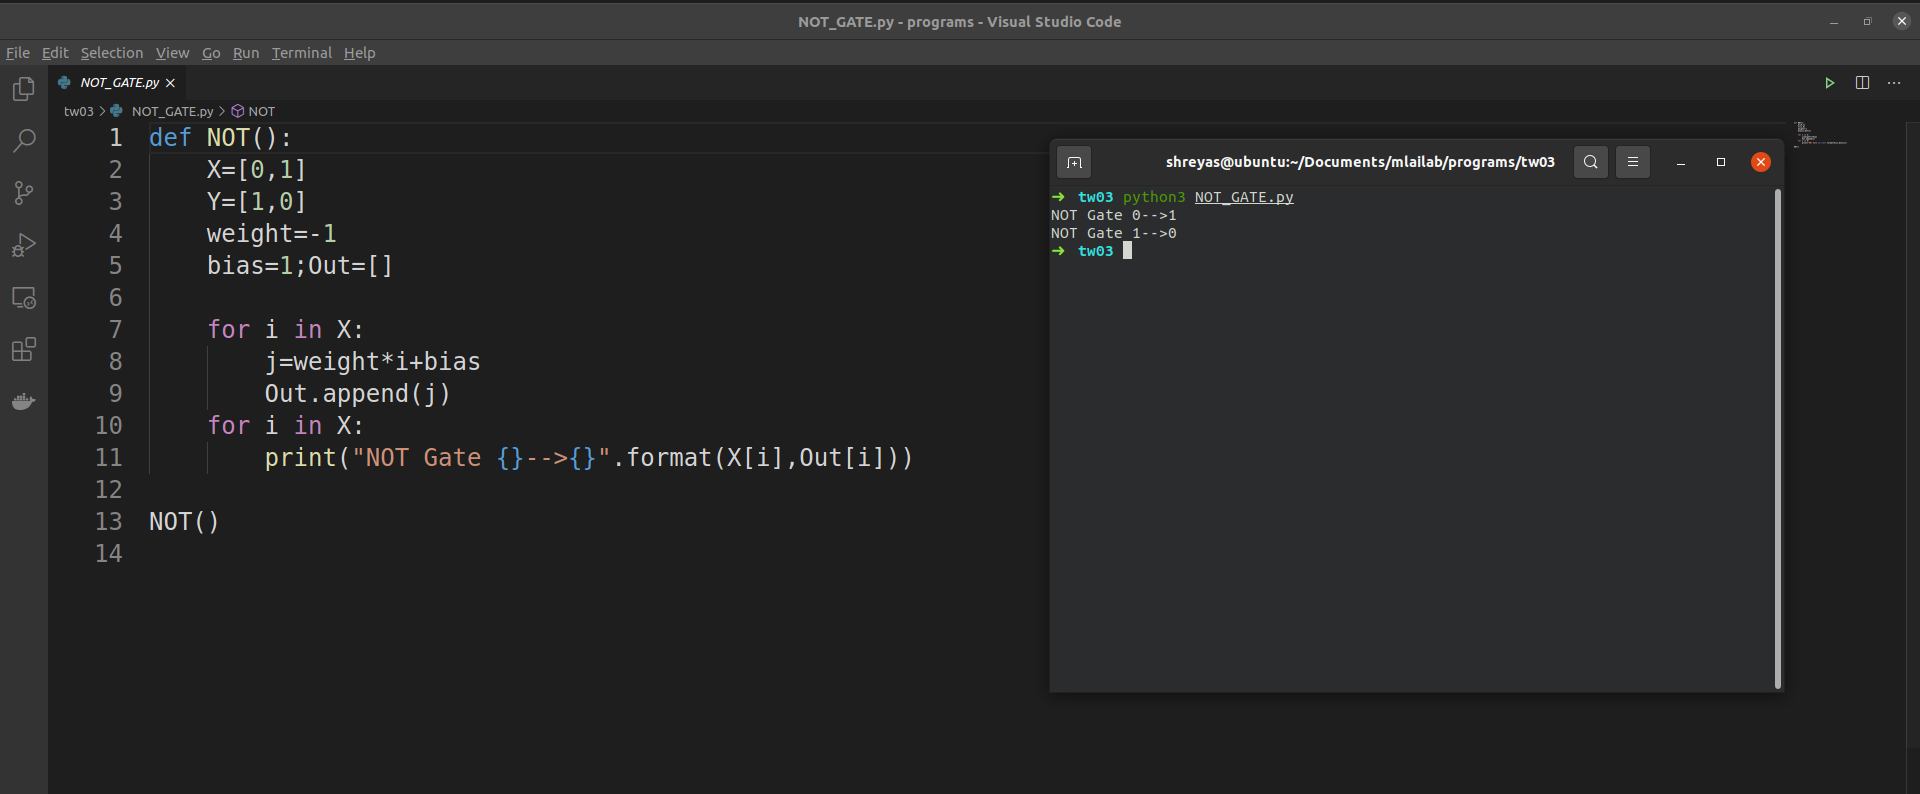 NOT_GATE.py - programs - Visual Studio Code
File Edit Selection View Go Run Terminal Help
NOT_GATE.py
tw03 > NOT_GATE.py > NOT
1 def NOT():
2     X=[0,1]
3     Y=[1,0]
4     weight=-1
5     bias=1;Out=[]
6
7     for i in X:
8         j=weight*i+bias
9         Out.append(j)
10     for i in X:
11         print("NOT Gate {}-->{}".format(X[i],Out[i]))
12
13 NOT()
14
shreyas@ubuntu:~/Documents/mlailab/programs/tw03
➜ tw03 python3 NOT_GATE.py
NOT Gate 0-->1
NOT Gate 1-->0
➜ tw03